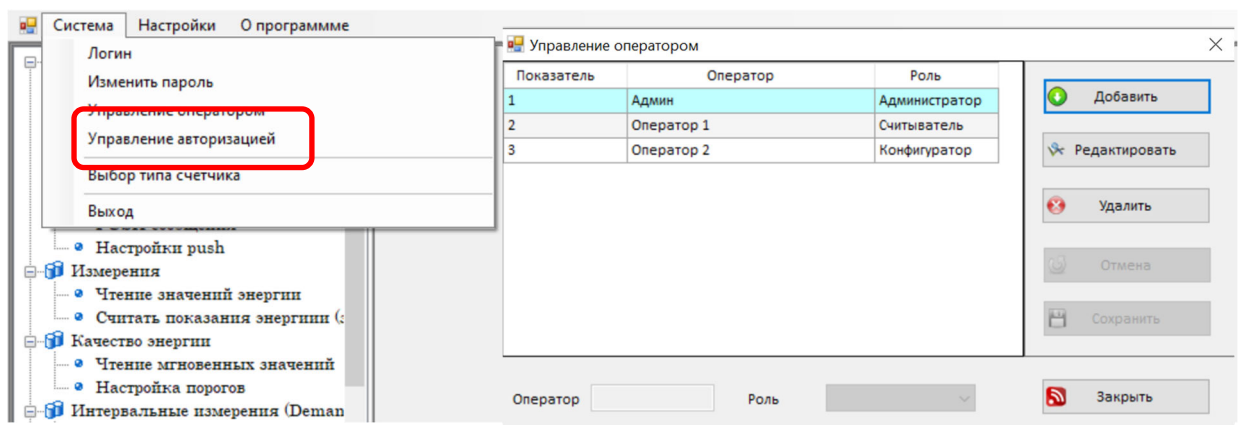 Система Настройки О программме
Логин
Изменить пароль
Управление оператором
Управление авторизацией
Выбор типа счетчика
Выход
Настройки push
Измерения
Чтение значений энергии
Считать показания энергиии (з
Качество энергии
Чтение мгновенных значений
Настройка порогов
Интервальные измерения (Deman
Управление оператором
Показатель Оператор Роль
1 Админ Администратор
2 Оператор 1 Считыватель
3 Оператор 2 Конфигуратор
Добавить
Редактировать
Удалить
Отмена
Сохранить
Оператор Роль
Закрыть